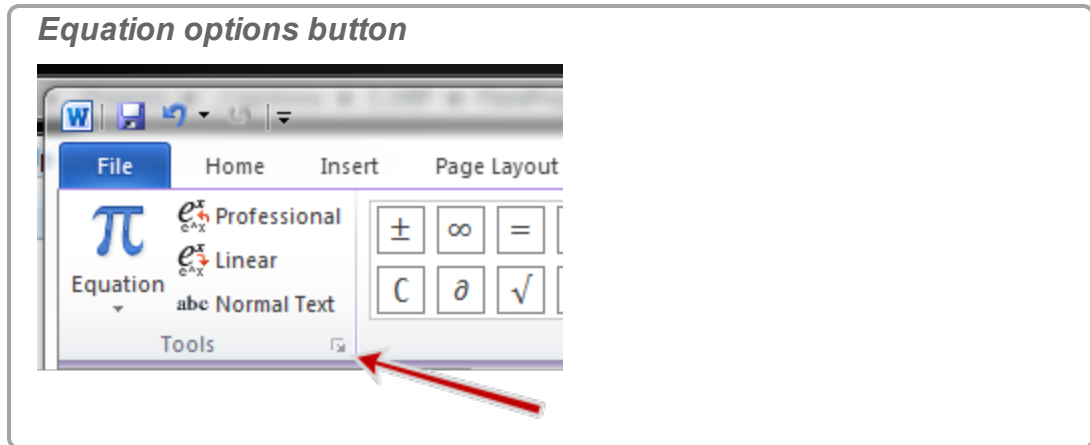 Equation options button
W
File Home Insert Page Layout
π Professional ± ∞ =
Linear
Equation C ∂ √
abc Normal Text
Tools